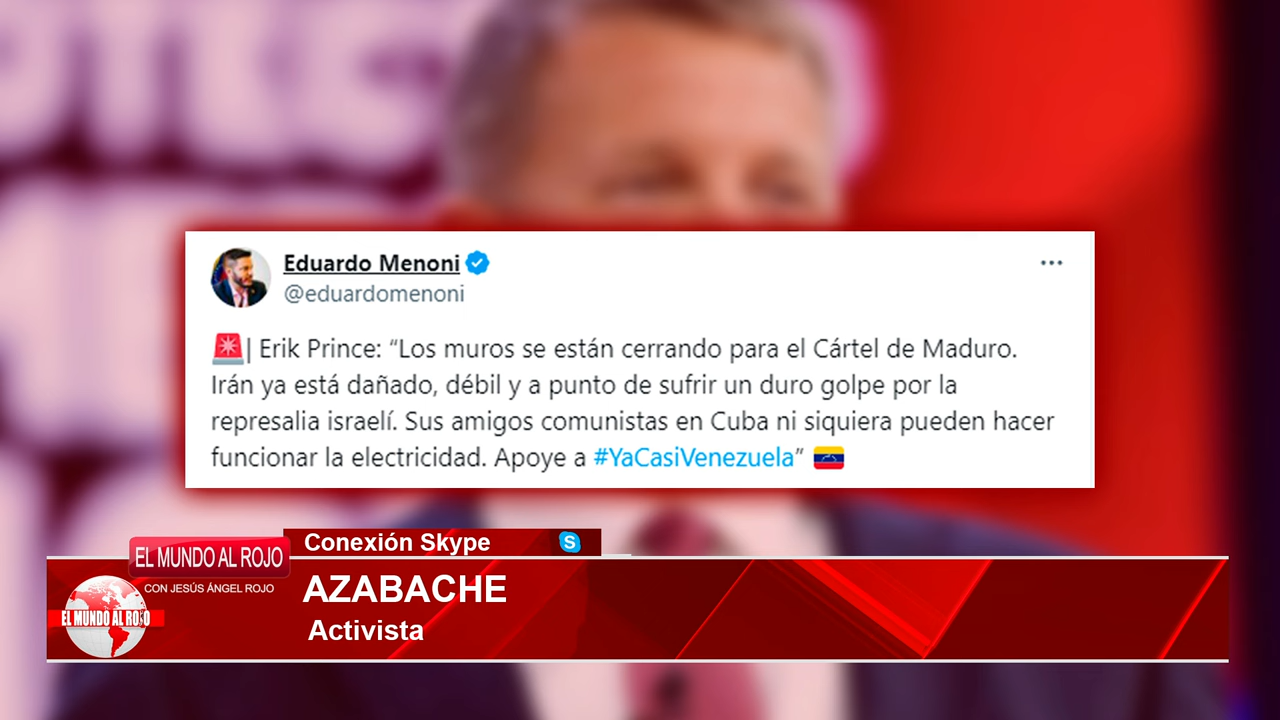 Eduardo Menoni
@eduardomenoni
🚨| Erik Prince: “Los muros se están cerrando para el Cártel de Maduro.
Irán ya está dañado, débil y a punto de sufrir un duro golpe por la
represalia israelí. Sus amigos comunistas en Cuba ni siquiera pueden hacer
funcionar la electricidad. Apoye a #YaCasiVenezuela” 🇻🇪
Conexión Skype
EL MUNDO AL ROJO
CON JESÚS ÁNGEL ROJO
AZABACHE
EL MUNDO AL ROJO
Activista